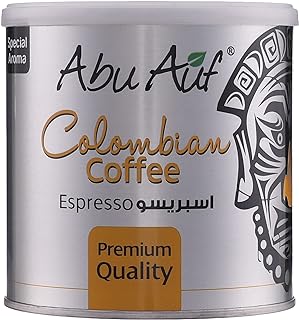 Special
Aroma
Abu Auf®
Colombian
Coffee
Espresso اسبريسو
Premium
Quality